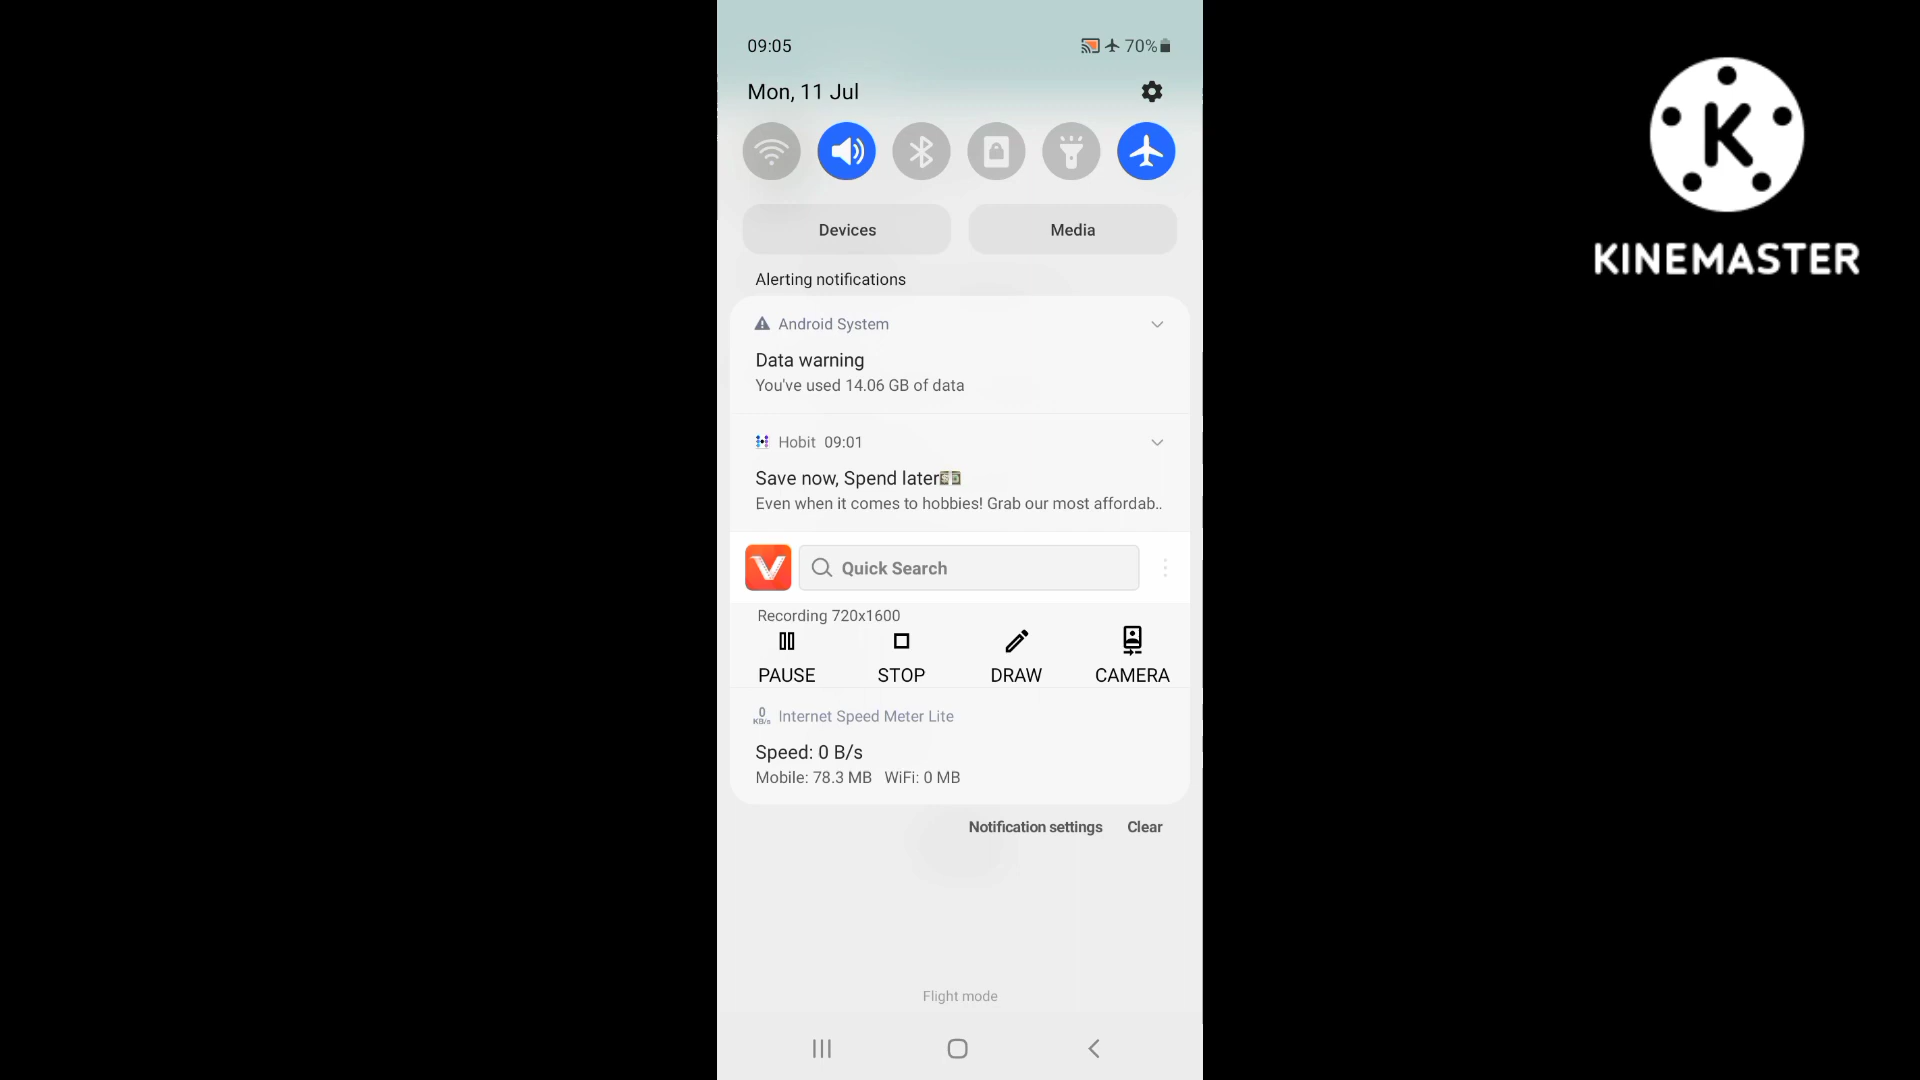 09:05
70%
Mon, 11 Jul
Devices
Media
Alerting notifications
Android System
Data warning
You've used 14.06 GB of data
Hobit 09:01
Save now, Spend later
Even when it comes to hobbies! Grab our most affordab..
Quick Search
Recording 720x1600
PAUSE
STOP
DRAW
CAMERA
0
KB/s
Internet Speed Meter Lite
Speed: 0 B/s
Mobile: 78.3 MB WiFi: 0 MB
Notification settings
Clear
Flight mode
K
KINEMASTER